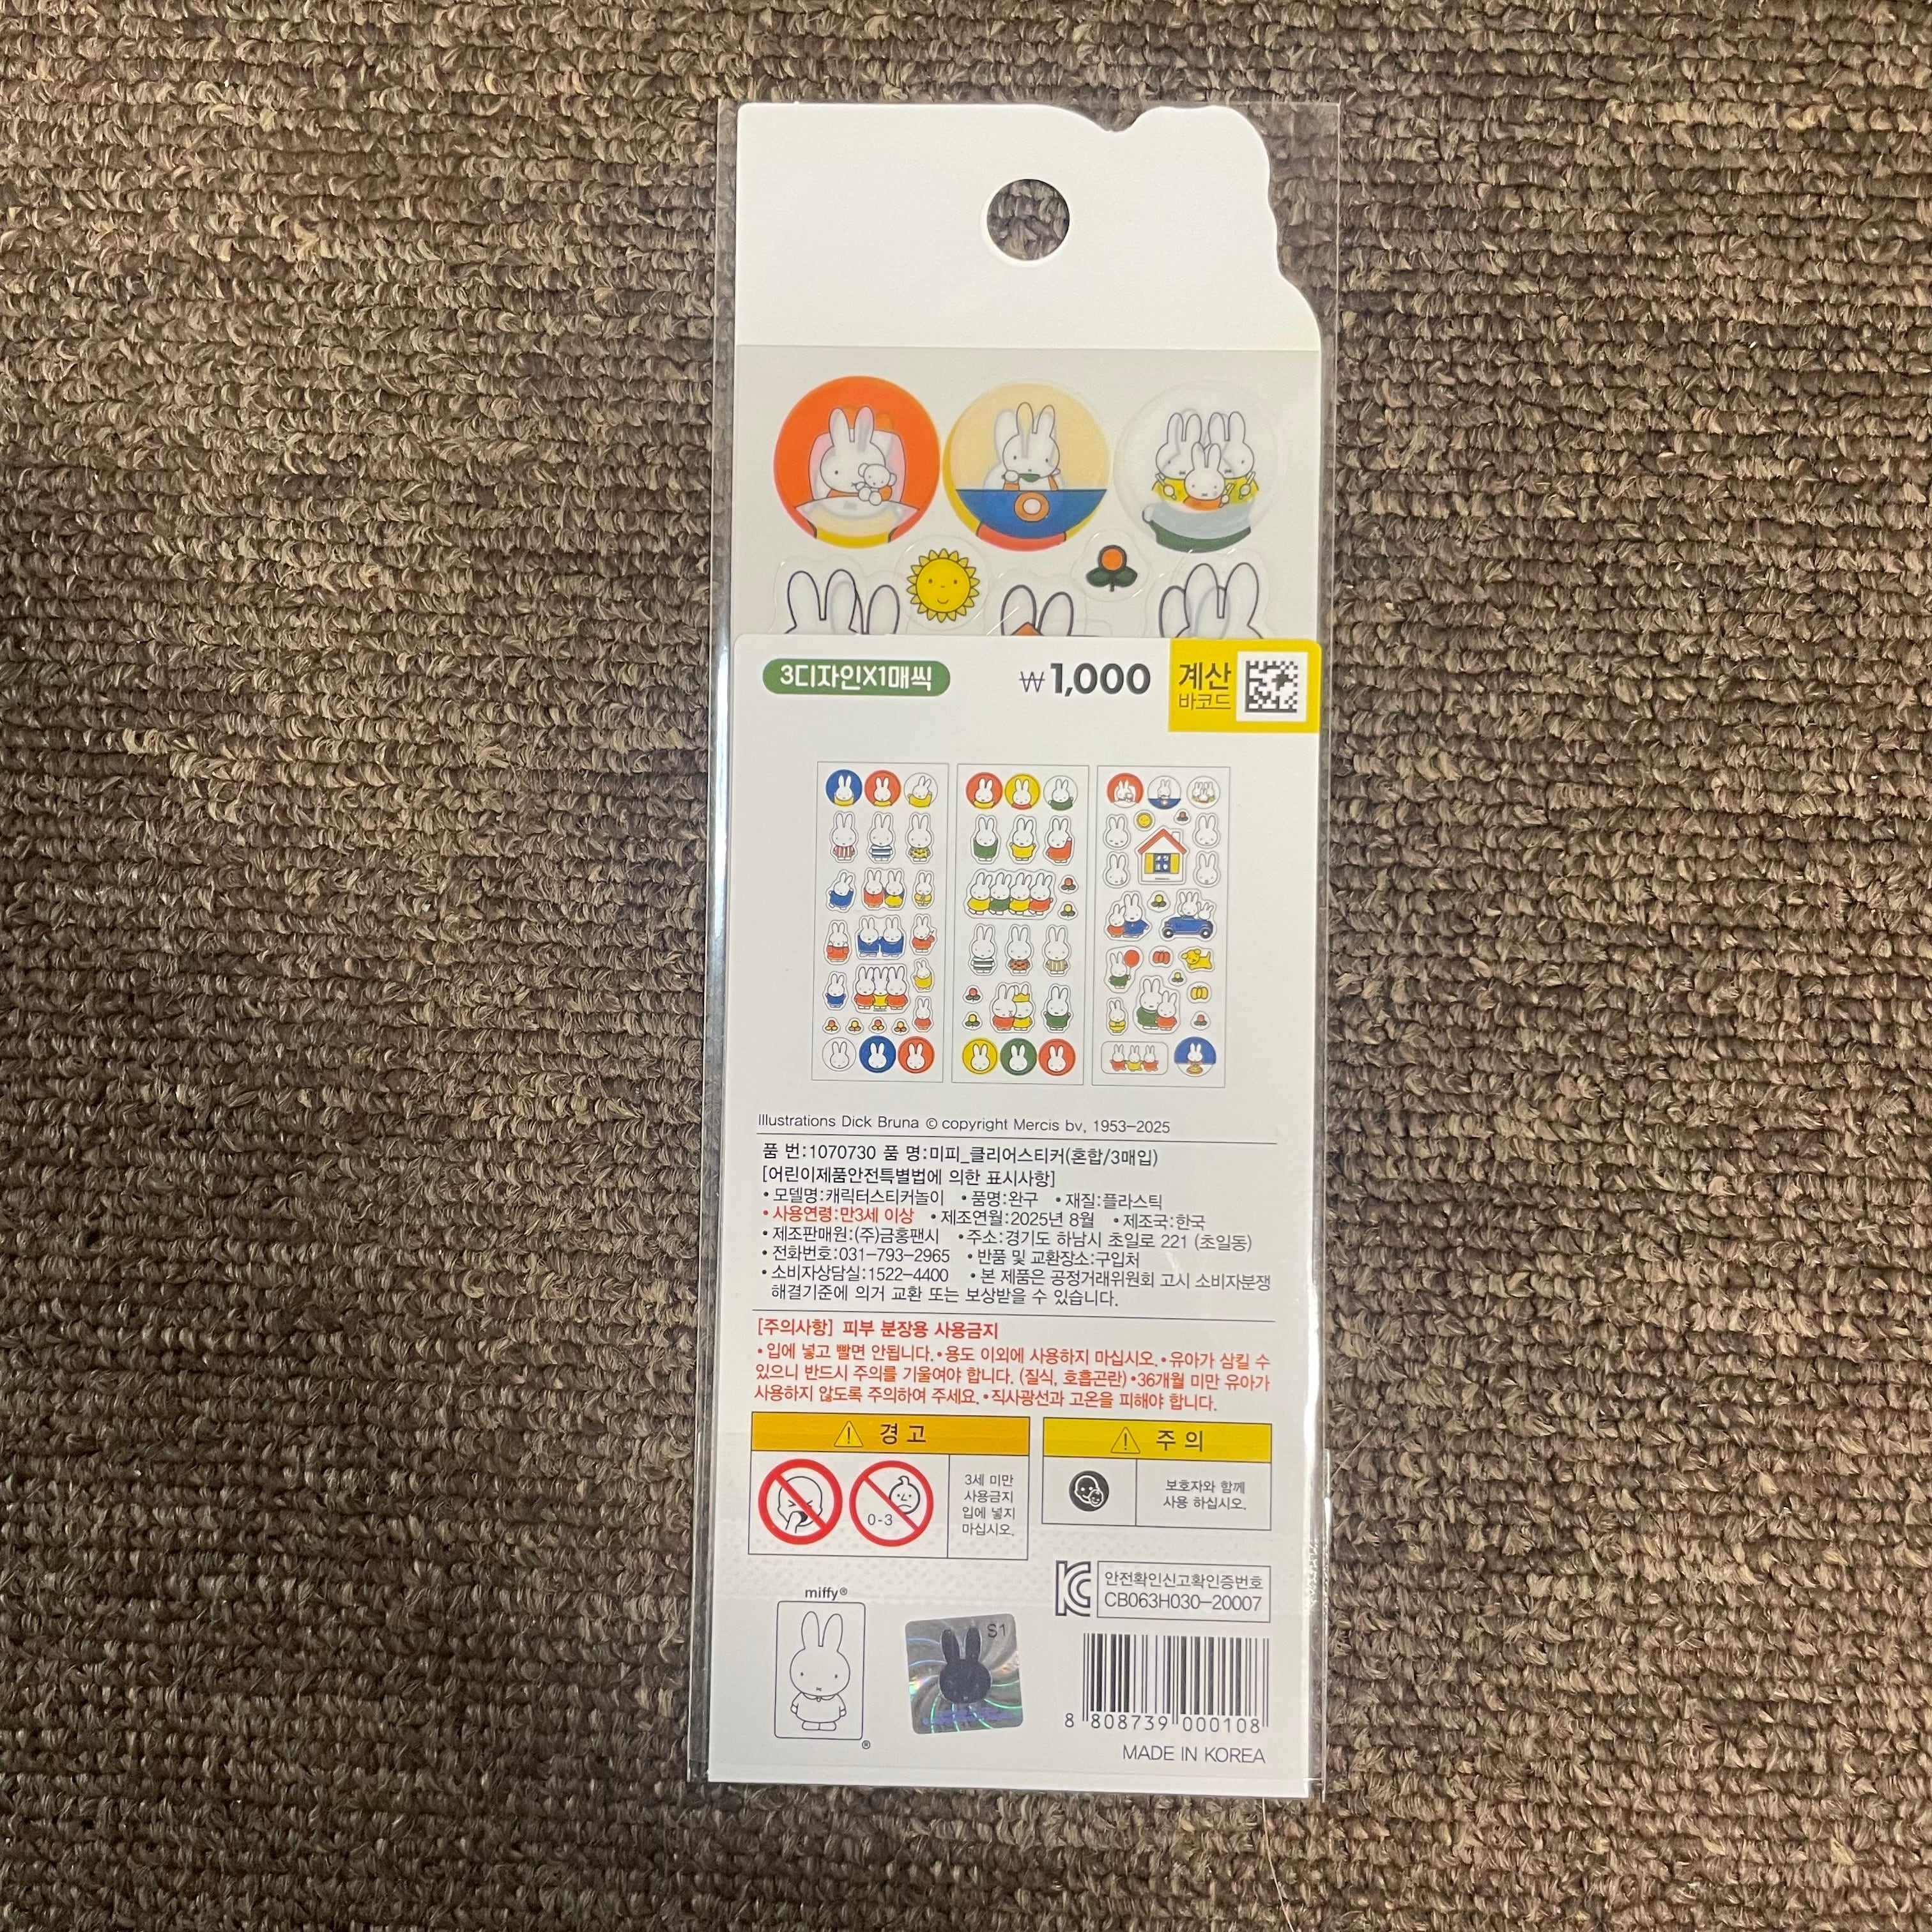 3디자인X1매씩
₩1,000
계산
바코드
Illustrations Dick Bruna © copyright Mercis bv, 1953-2025
품 번:1070730 품 명:미피_클리어스티커(혼합/3매입)
[어린이제품안전특별법에 의한 표시사항]
• 모델명:캐릭터스티커놀이 • 품명:완구 • 재질:플라스틱
• 사용연령:만3세 이상 • 제조연월:2025년 8월 • 제조국:한국
• 제조판매원:(주)금홍팬시 • 주소:경기도 하남시 초일로 221 (초일동)
• 전화번호:031-793-2965 • 반품 및 교환장소:구입처
• 소비자상담실:1522-4400 • 본 제품은 공정거래위원회 고시 소비자분쟁
해결기준에 의거 교환 또는 보상받을 수 있습니다.
[주의사항] 피부 분장용 사용금지
• 입에 넣고 빨면 안됩니다. • 용도 이외에 사용하지 마십시오. • 유아가 삼킬 수
있으니 반드시 주의를 기울여야 합니다. (질식, 호흡곤란) • 36개월 미만 유아가
사용하지 않도록 주의하여 주세요. • 직사광선과 고온을 피해야 합니다.
경고
0-3
3세 미만
사용금지
입에 넣지
마십시오.
주의
보호자와 함께
사용 하십시오.
안전확인신고확인증번호
CB063H030-20007
miffy®
®
S1
8 808739 000108
MADE IN KOREA